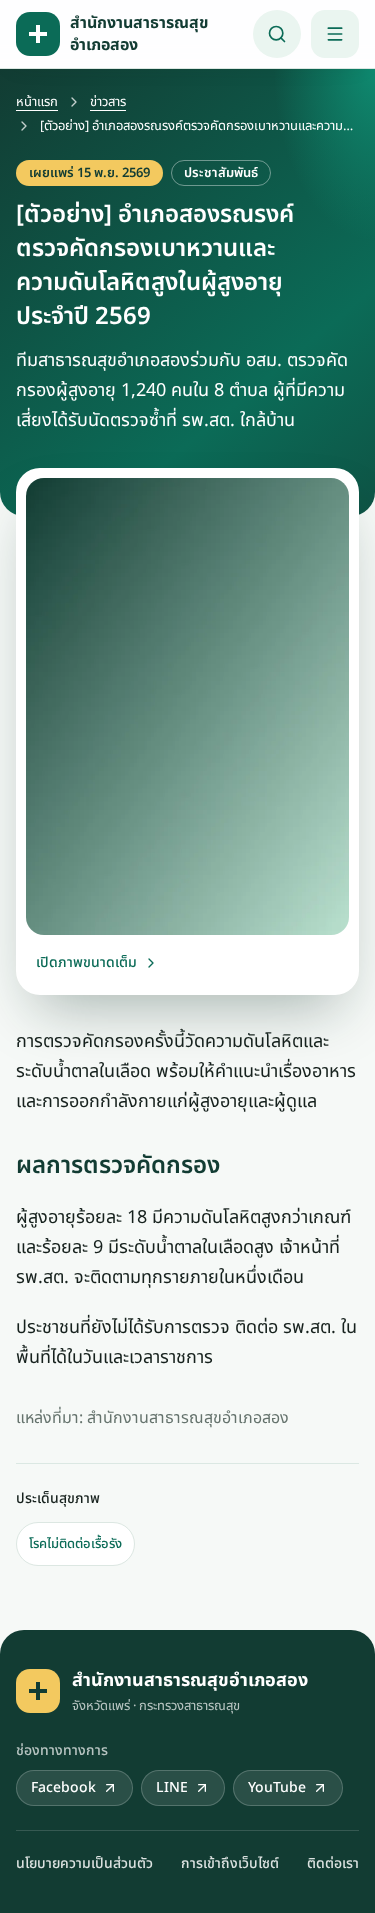 สำนักงานสาธารณสุข
อำเภอสอง
หน้าแรก
ข่าวสาร
[ตัวอย่าง] อำเภอสองรณรงค์ตรวจคัดกรองเบาหวานและความ...
เผยแพร่ 15 พ.ย. 2569
ประชาสัมพันธ์
[ตัวอย่าง] อำเภอสองรณรงค์
ตรวจคัดกรองเบาหวานและ
ความดันโลหิตสูงในผู้สูงอายุ
ประจำปี 2569
ทีมสาธารณสุขอำเภอสองร่วมกับ อสม. ตรวจคัด
กรองผู้สูงอายุ 1,240 คนใน 8 ตำบล ผู้ที่มีความ
เสี่ยงได้รับนัดตรวจซ้ำที่ รพ.สต. ใกล้บ้าน
เปิดภาพขนาดเต็ม
การตรวจคัดกรองครั้งนี้วัดความดันโลหิตและ
ระดับน้ำตาลในเลือด พร้อมให้คำแนะนำเรื่องอาหาร
และการออกกำลังกายแก่ผู้สูงอายุและผู้ดูแล
ผลการตรวจคัดกรอง
ผู้สูงอายุร้อยละ 18 มีความดันโลหิตสูงกว่าเกณฑ์
และร้อยละ 9 มีระดับน้ำตาลในเลือดสูง เจ้าหน้าที่
รพ.สต. จะติดตามทุกรายภายในหนึ่งเดือน
ประชาชนที่ยังไม่ได้รับการตรวจ ติดต่อ รพ.สต. ใน
พื้นที่ได้ในวันและเวลาราชการ
แหล่งที่มา: สำนักงานสาธารณสุขอำเภอสอง
ประเด็นสุขภาพ
โรคไม่ติดต่อเรื้อรัง
สำนักงานสาธารณสุขอำเภอสอง
จังหวัดแพร่ · กระทรวงสาธารณสุข
ช่องทางทางการ
Facebook
LINE
YouTube
นโยบายความเป็นส่วนตัว
การเข้าถึงเว็บไซต์
ติดต่อเรา